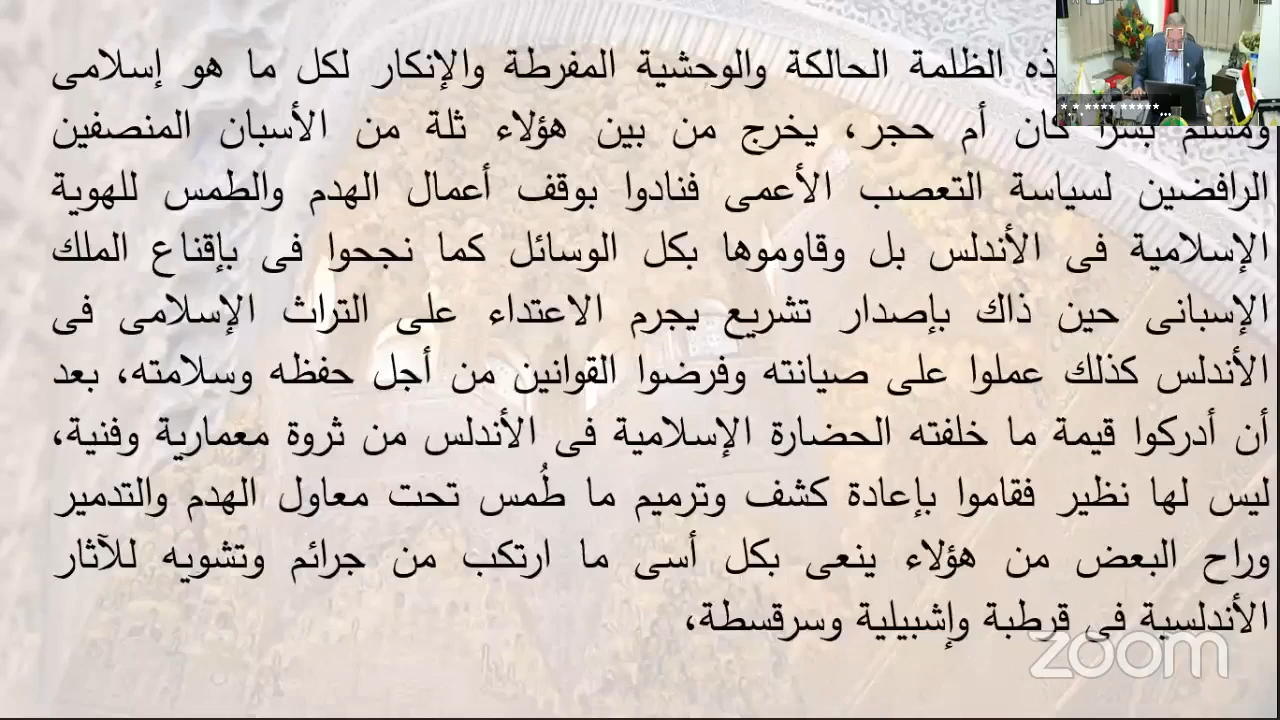 الظلمة الحالكة والوحشية المفرطة والإنكار لكل ما هو إسلامى
ومسلم بشرا كان أم حجر، يخرج من بين هؤلاء ثلة من الأسبان المنصفين
الرافضين لسياسة التعصب الأعمى فنادوا بوقف أعمال الهدم والطمس للهوية
الإسلامية فى الأندلس بل وقاوموها بكل الوسائل كما نجحوا فى بإقناع الملك
الإسبانى حين ذاك بإصدار تشريع يجرم الاعتداء على التراث الإسلامى فى
الأندلس كذلك عملوا على صيانته وفرضوا القوانين من أجل حفظه وسلامته، بعد
أن أدركوا قيمة ما خلفته الحضارة الإسلامية فى الأندلس من ثروة معمارية وفنية،
ليس لها نظير فقاموا بإعادة كشف وترميم ما طُمس تحت معاول الهدم والتدمير
وراح البعض من هؤلاء ينعى بكل أسى ما ارتكب من جرائم وتشويه للآثار
الأندلسية فى قرطبة وإشبيلية وسرقسطة،
zoom